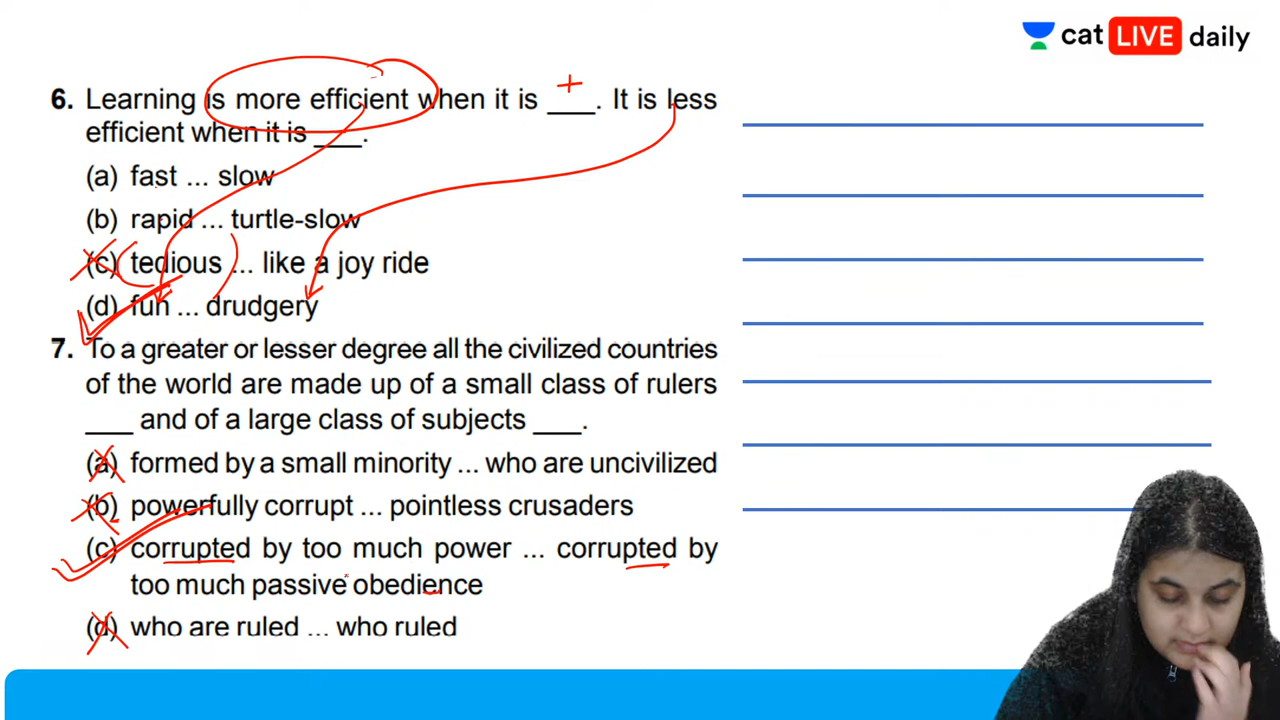 cat LIVE daily
6. Learning is more efficient when it is ___. It is less
efficient when it is ___.
(a) fast ... slow
(b) rapid ... turtle-slow
(c) tedious ... like a joy ride
(d) fun ... drudgery
7. To a greater or lesser degree all the civilized countries
of the world are made up of a small class of rulers
___ and of a large class of subjects ___.
(a) formed by a small minority ... who are uncivilized
(b) powerfully corrupt ... pointless crusaders
(c) corrupted by too much power ... corrupted by
too much passive obedience
(d) who are ruled ... who ruled